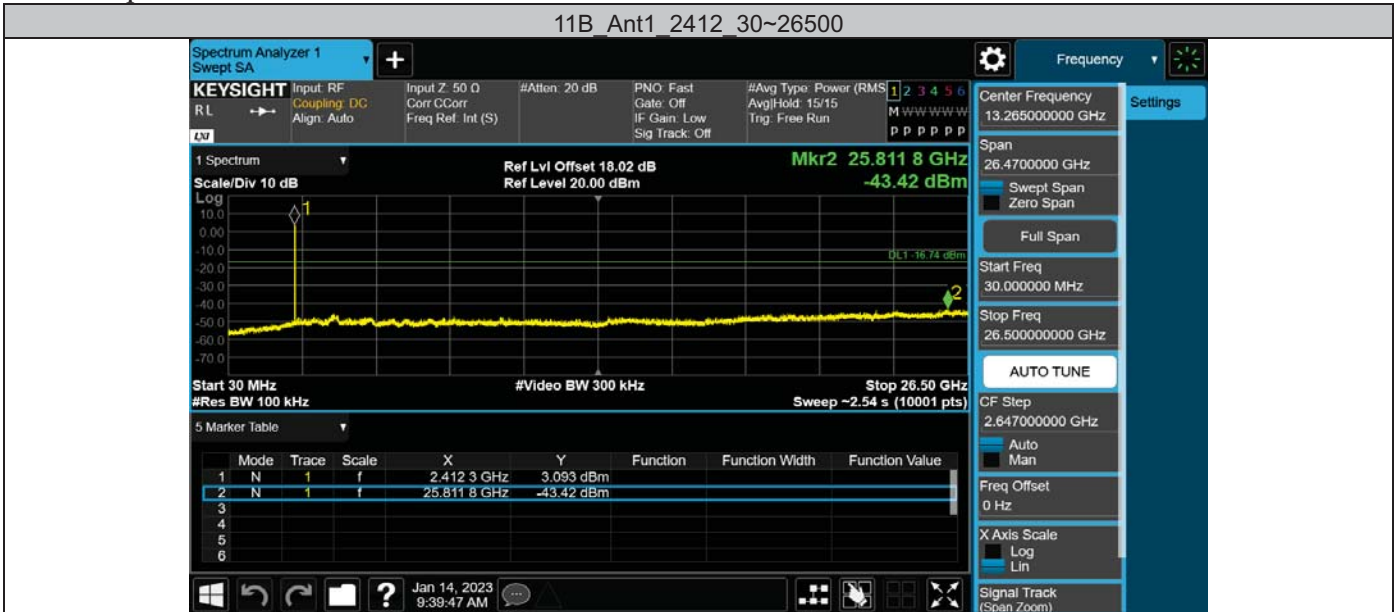 11B_Ant1_2412_30~26500
Spectrum Analyzer 1
Swept SA
Frequency
KEYSIGHT
RL
LXI
Input: RF
Coupling: DC
Align: Auto
Input Z: 50 Ω
Corr CCorr
Freq Ref: Int (S)
#Atten: 20 dB
PNO: Fast
Gate: Off
IF Gain: Low
Sig Track: Off
#Avg Type: Power (RMS
Avg|Hold: 15/15
Trig: Free Run
1 2 3 4 5 6
M W W W W W
P P P P P P
1 Spectrum
Scale/Div 10 dB
Ref Lvl Offset 18.02 dB
Ref Level 20.00 dBm
Mkr2 25.811 8 GHz
-43.42 dBm
Log
10.0
0.00
-10.0
-20.0
-30.0
-40.0
-50.0
-60.0
-70.0
1
DL1 -16.74 dBm
2
Start 30 MHz
#Video BW 300 kHz
Stop 26.50 GHz
#Res BW 100 kHz
Sweep ~2.54 s (10001 pts)
5 Marker Table
Mode Trace Scale X Y Function Function Width Function Value
1 N 1 f 2.412 3 GHz 3.093 dBm
2 N 1 f 25.811 8 GHz -43.42 dBm
3
4
5
6
?
Jan 14, 2023
9:39:47 AM
Center Frequency
13.265000000 GHz
Settings
Span
26.4700000 GHz
Swept Span
Zero Span
Full Span
Start Freq
30.000000 MHz
Stop Freq
26.500000000 GHz
AUTO TUNE
CF Step
2.647000000 GHz
Auto
Man
Freq Offset
0 Hz
X Axis Scale
Log
Lin
Signal Track
(Span Zoom)